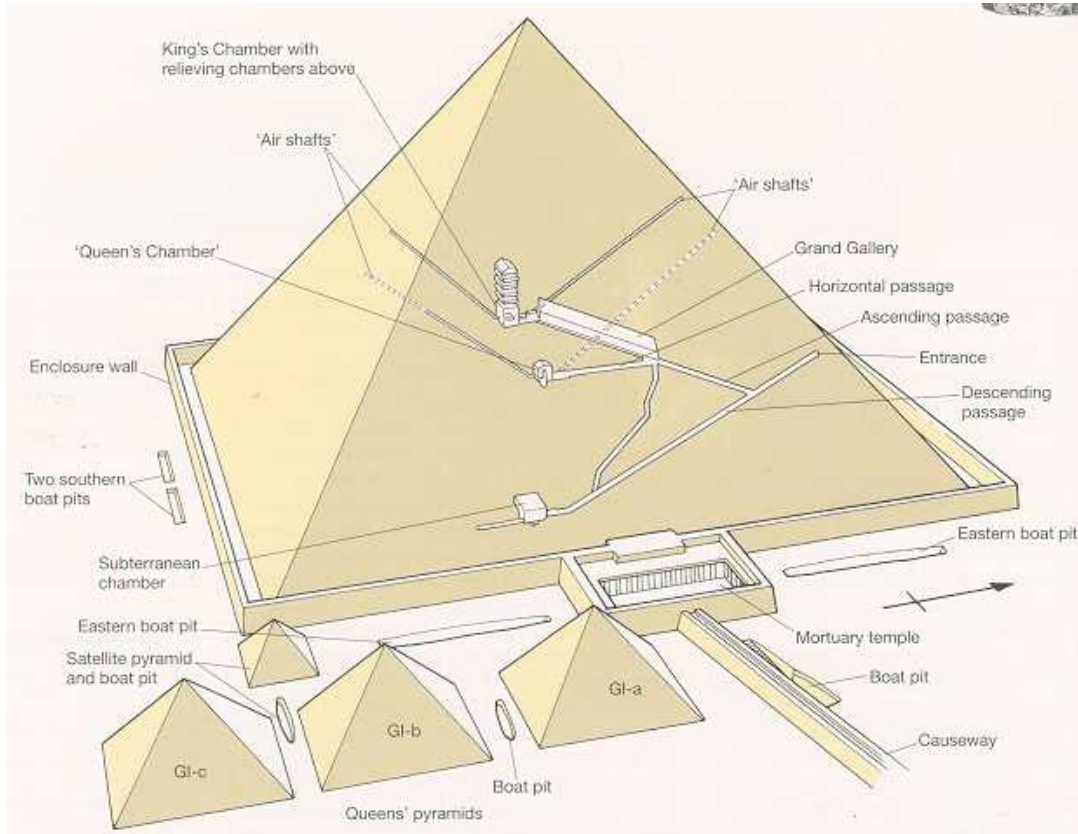 King's Chamber with
relieving chambers above
'Air shafts'
'Air shafts'
'Queen's Chamber'
Grand Gallery
Horizontal passage
Ascending passage
Entrance
Enclosure wall
Descending
passage
Two southern
boat pits
Subterranean
chamber
Eastern boat pit
Eastern boat pit
Mortuary temple
Satellite pyramid
and boat pit
Boat pit
GI-a
GI-b
GI-c
Causeway
Boat pit
Queens' pyramids